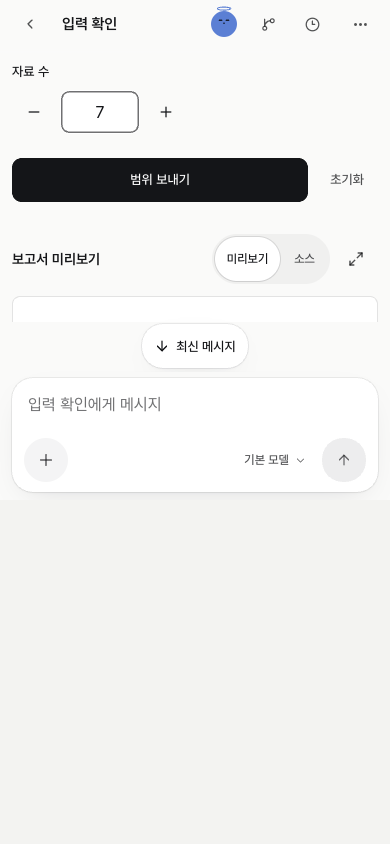 입력 확인
자료 수
7
범위 보내기
초기화
보고서 미리보기
미리보기
소스
최신 메시지
입력 확인에게 메시지
기본 모델